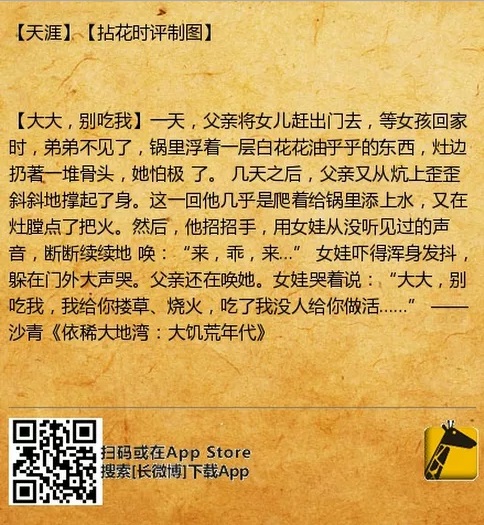 【天涯】【拈花时评制图】
【大大，别吃我】一天，父亲将女儿赶出门去，等女孩回家
时，弟弟不见了，锅里浮着一层白花花油乎乎的东西，灶边
扔著一堆骨头，她怕极 了。 几天之后，父亲又从炕上歪歪
斜斜地撑起了身。这一回他几乎是爬着给锅里添上水，又在
灶膛点了把火。然后，他招招手，用女娃从没听见过的声
音，断断续续地 唤：“来，乖，来…” 女娃吓得浑身发抖，
躲在门外大声哭。父亲还在唤她。女娃哭着说：“大大，别
吃我，我给你搂草、烧火，吃了我没人给你做活……” ——
沙青《依稀大地湾：大饥荒年代》
扫码或在App Store
搜索[长微博]下载App